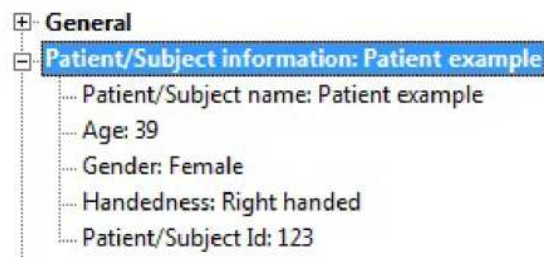 General
Patient/Subject information: Patient example
Patient/Subject name: Patient example
Age: 39
Gender: Female
Handedness: Right handed
Patient/Subject Id: 123